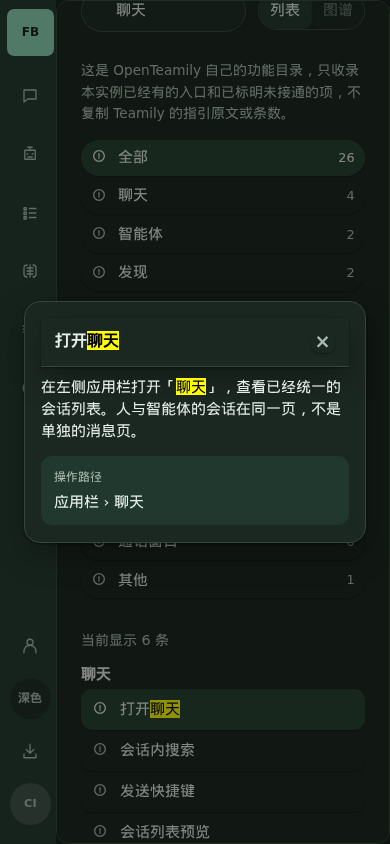 FB
聊天
列表 图谱
这是 OpenTeamily 自己的功能目录，只收录
本实例已经有的入口和已标明未接通的项，不
复制 Teamily 的指引原文或条数。
全部 26
聊天 4
智能体 2
发现 2
打开聊天 ×
在左侧应用栏打开「聊天」，查看已经统一的
会话列表。人与智能体的会话在同一页，不是
单独的消息页。
操作路径
应用栏 › 聊天
其他 1
当前显示 6 条
聊天
打开聊天
会话内搜索
发送快捷键
会话列表预览
深色
CI